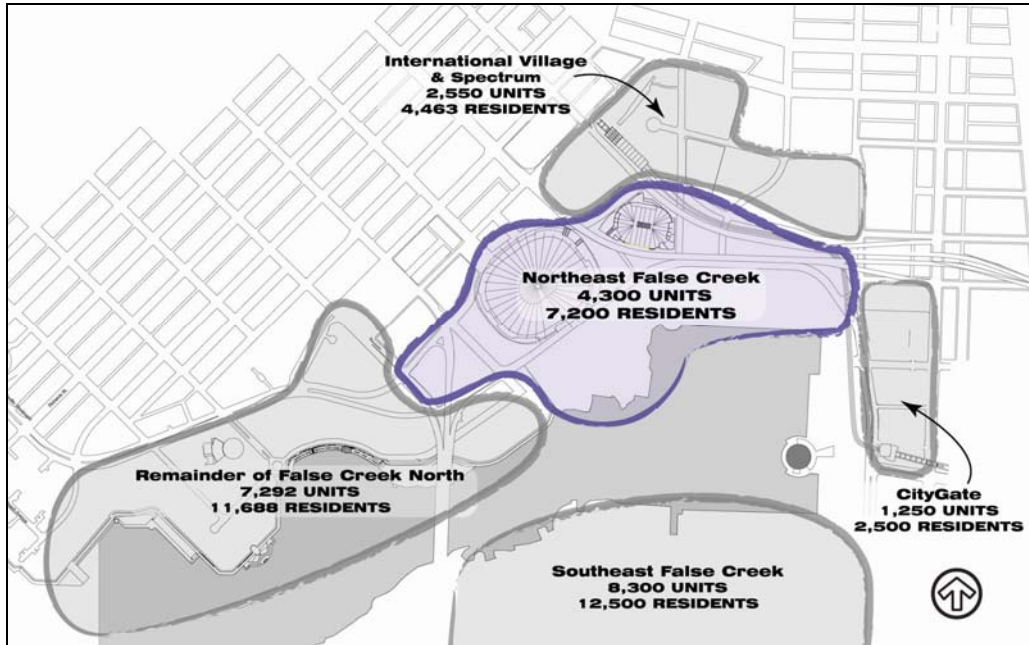 International Village
& Spectrum
2,550 UNITS
4,463 RESIDENTS
Northeast False Creek
4,300 UNITS
7,200 RESIDENTS
Remainder of False Creek North
7,292 UNITS
11,688 RESIDENTS
CityGate
1,250 UNITS
2,500 RESIDENTS
Southeast False Creek
8,300 UNITS
12,500 RESIDENTS